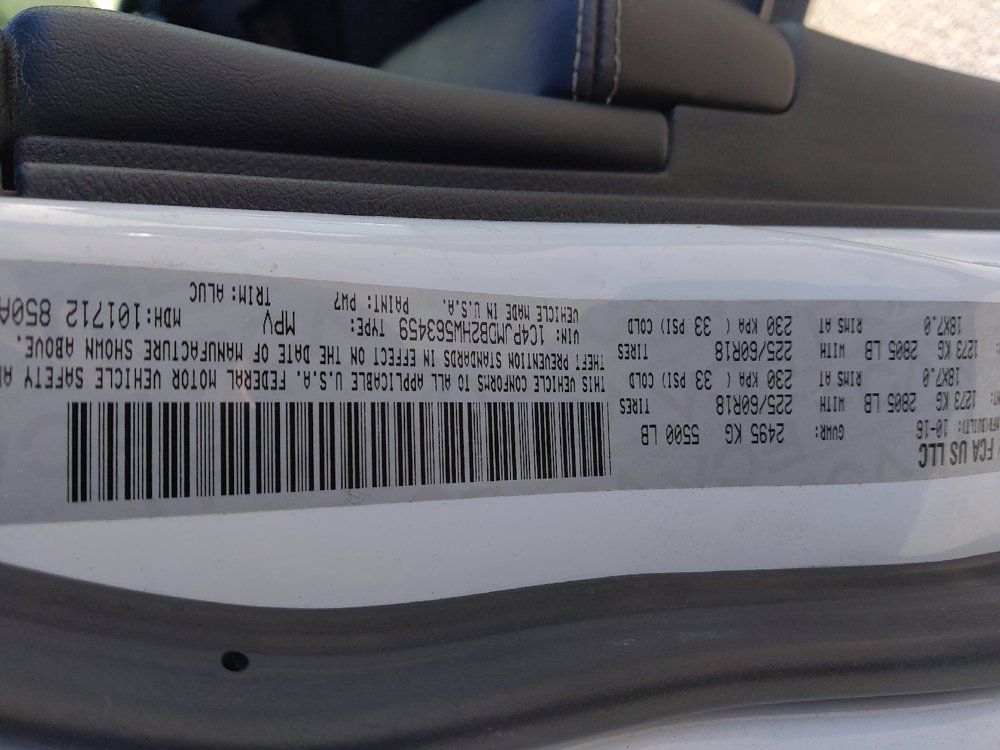 FCA US LLC
10-16 GVWR: 2495 KG 5500 LB
1273 KG 2805 LB WITH 225/60R18 TIRES
18X7.0 RIMS AT 230 KPA ( 33 PSI) COLD
1273 KG 2805 LB WITH 225/60R18 TIRES
18X7.0 RIMS AT 230 KPA ( 33 PSI) COLD
THIS VEHICLE CONFORMS TO ALL APPLICABLE U.S.A. FEDERAL MOTOR VEHICLE SAFETY
THEFT PREVENTION STANDARDS IN EFFECT ON THE DATE OF MANUFACTURE SHOWN ABOVE.
VIN: 1C4PJMDB2HW563459 TYPE: MPV MDH:101712 850A
VEHICLE MADE IN U.S.A. PAINT: PW7 TRIM: ALUC